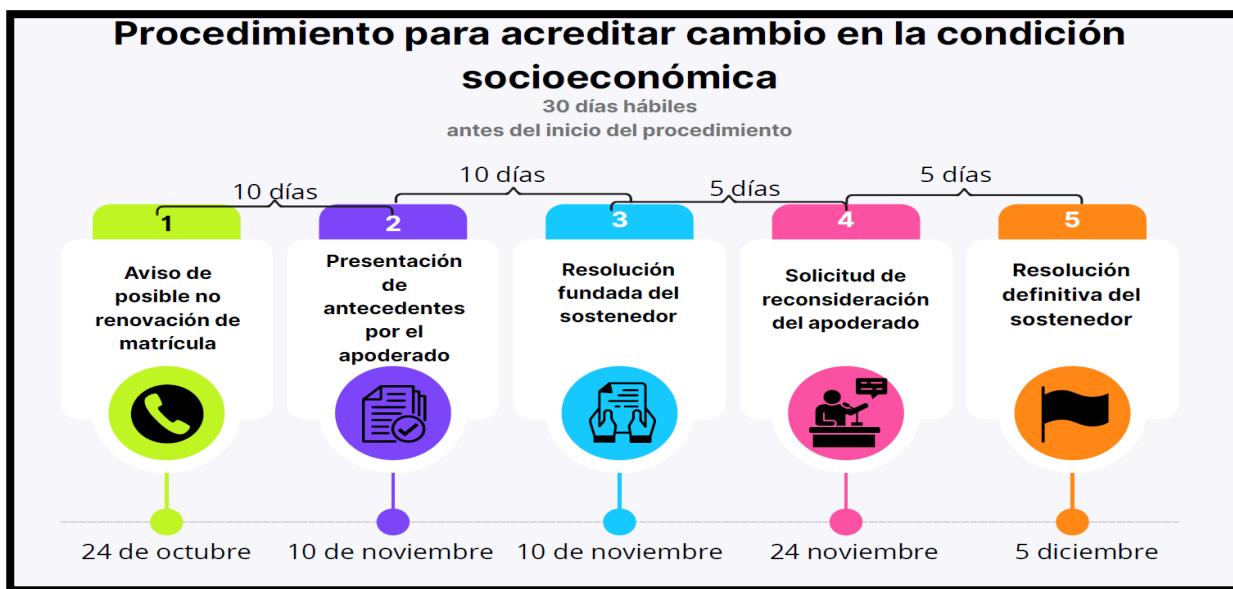 Procedimiento para acreditar cambio en la condición
socioeconómica
30 días hábiles
antes del inicio del procedimiento
10 días
10 días
5 días
5 días
1
Aviso de
posible no
renovación de
matrícula
2
Presentación
de
antecedentes
por el
apoderado
3
Resolución
fundada del
sostenedor
4
Solicitud de
reconsideración
del apoderado
5
Resolución
definitiva del
sostenedor
24 de octubre
10 de noviembre
10 de noviembre
24 noviembre
5 diciembre